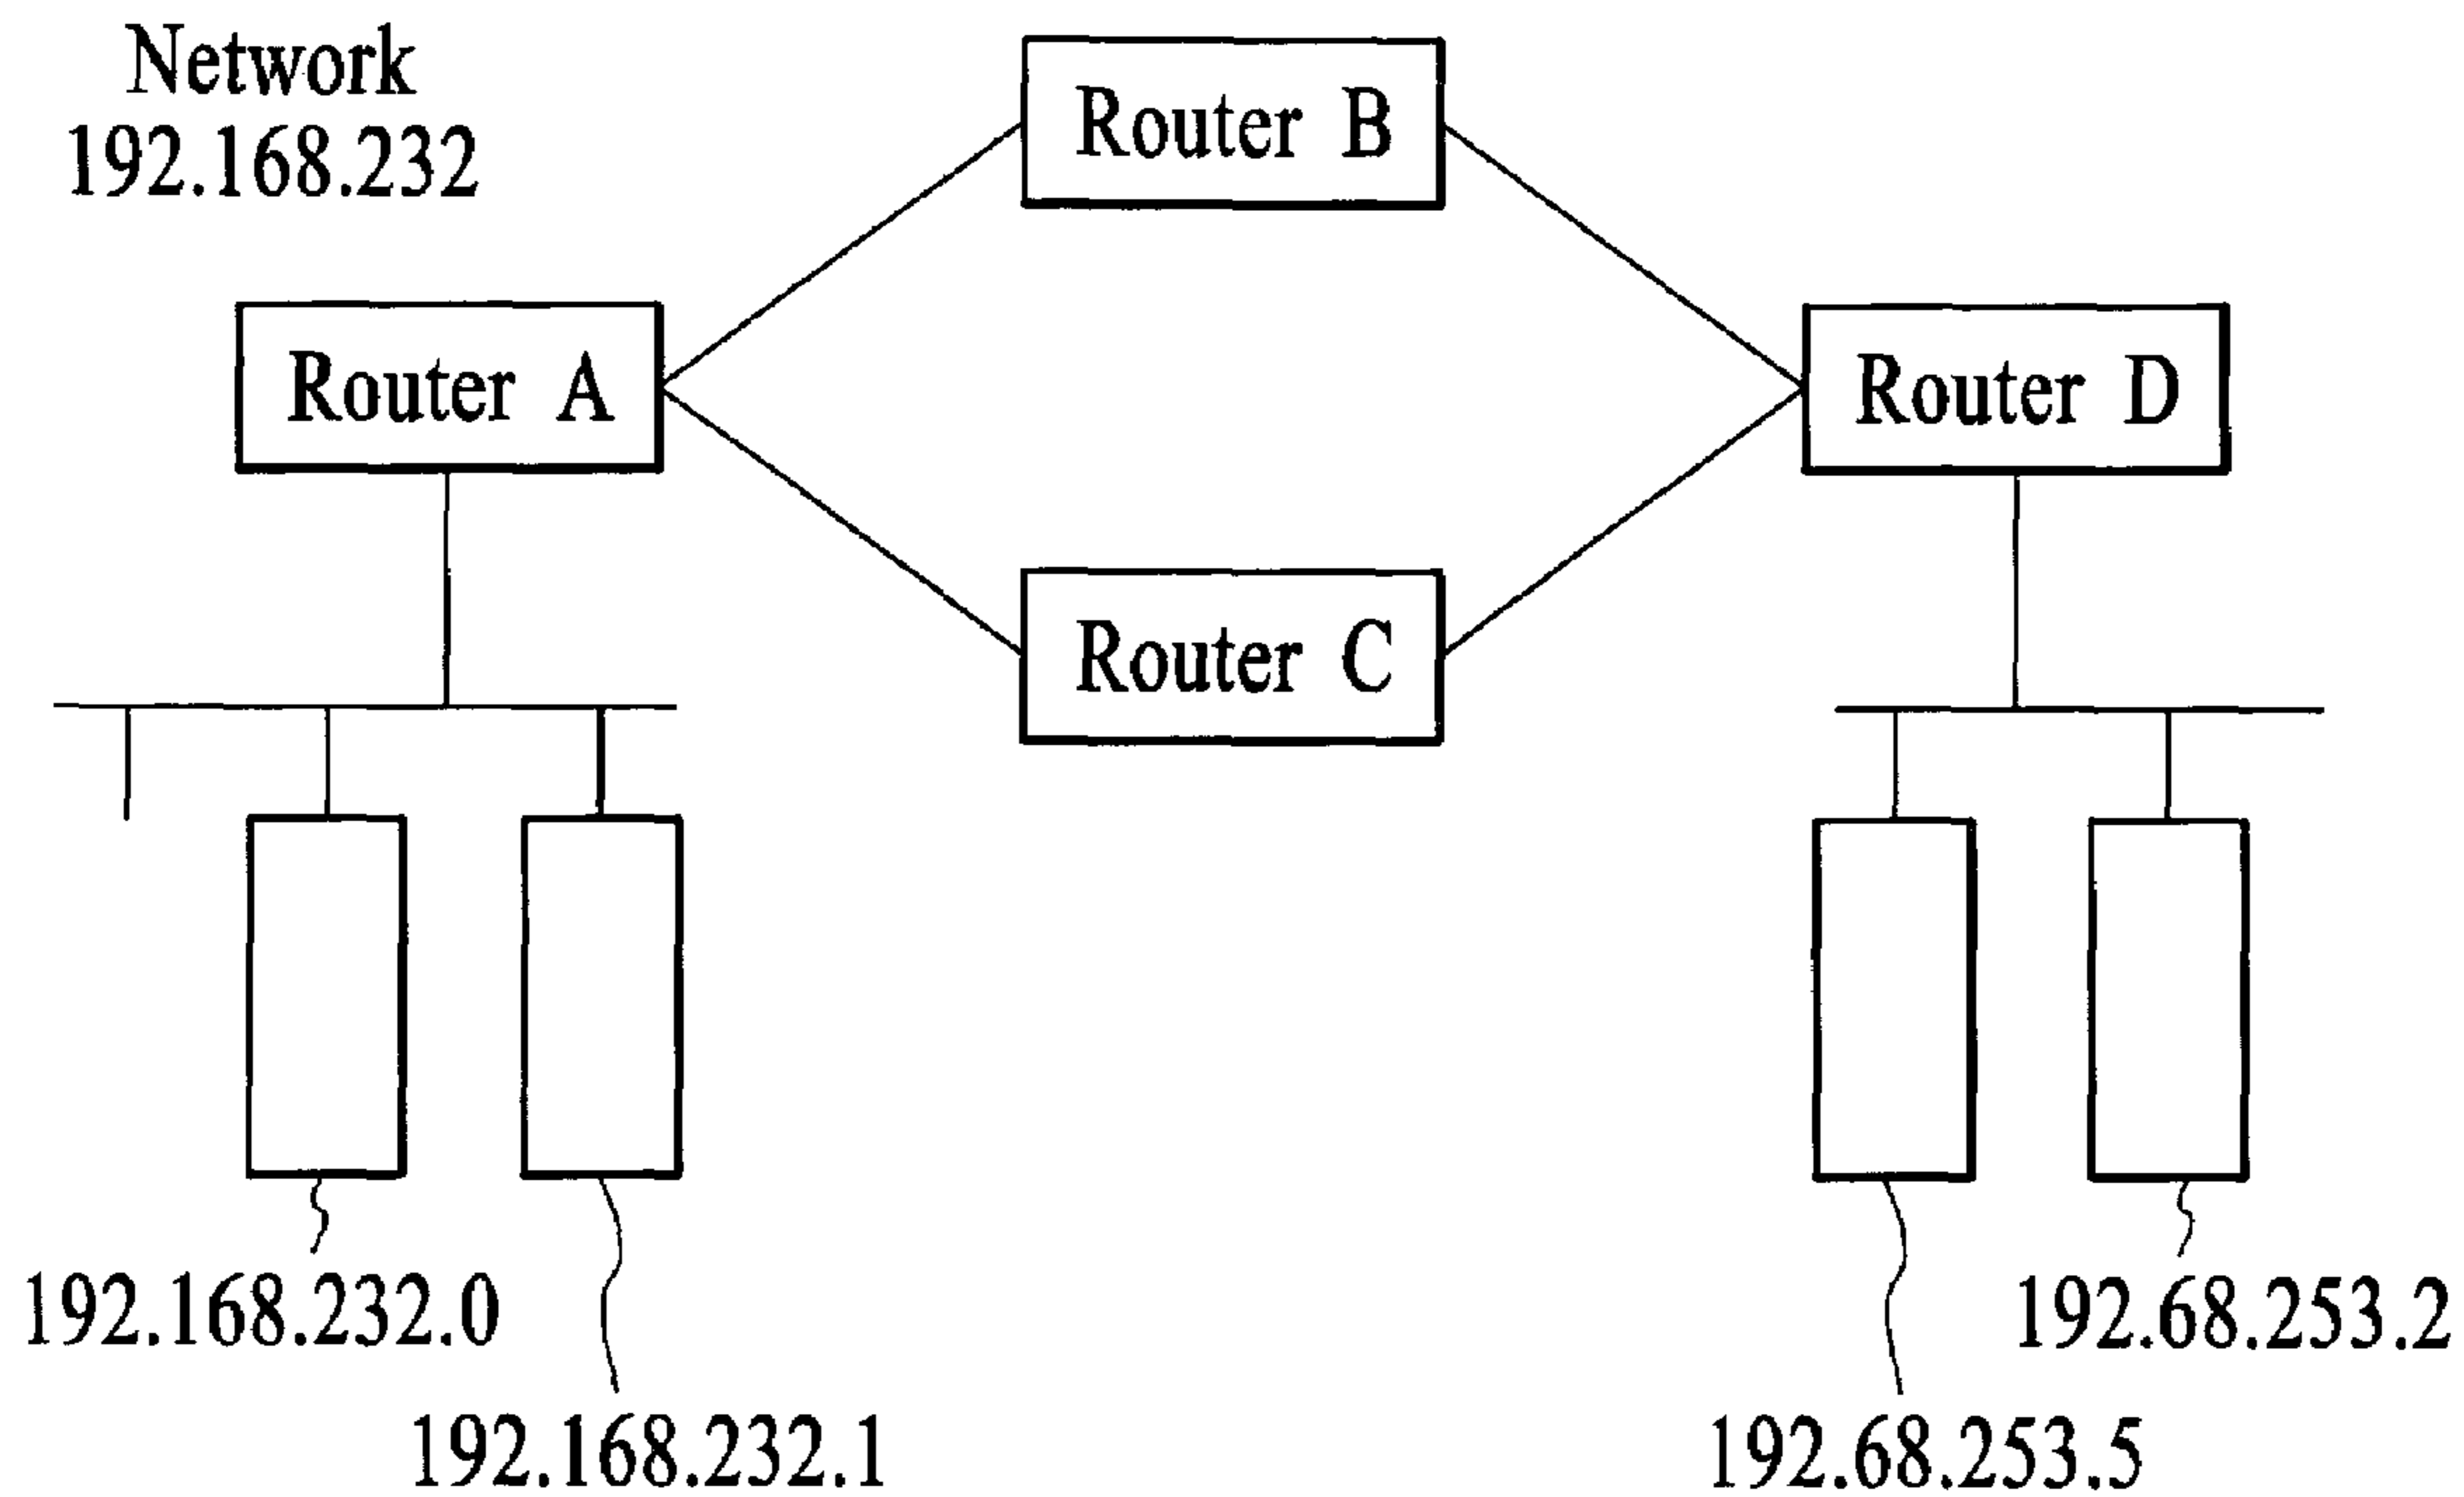 Network
192.168.232
Router B
Router A
Router D
Router C
192.168.232.0
192.168.232.1
192.68.253.2
192.68.253.5